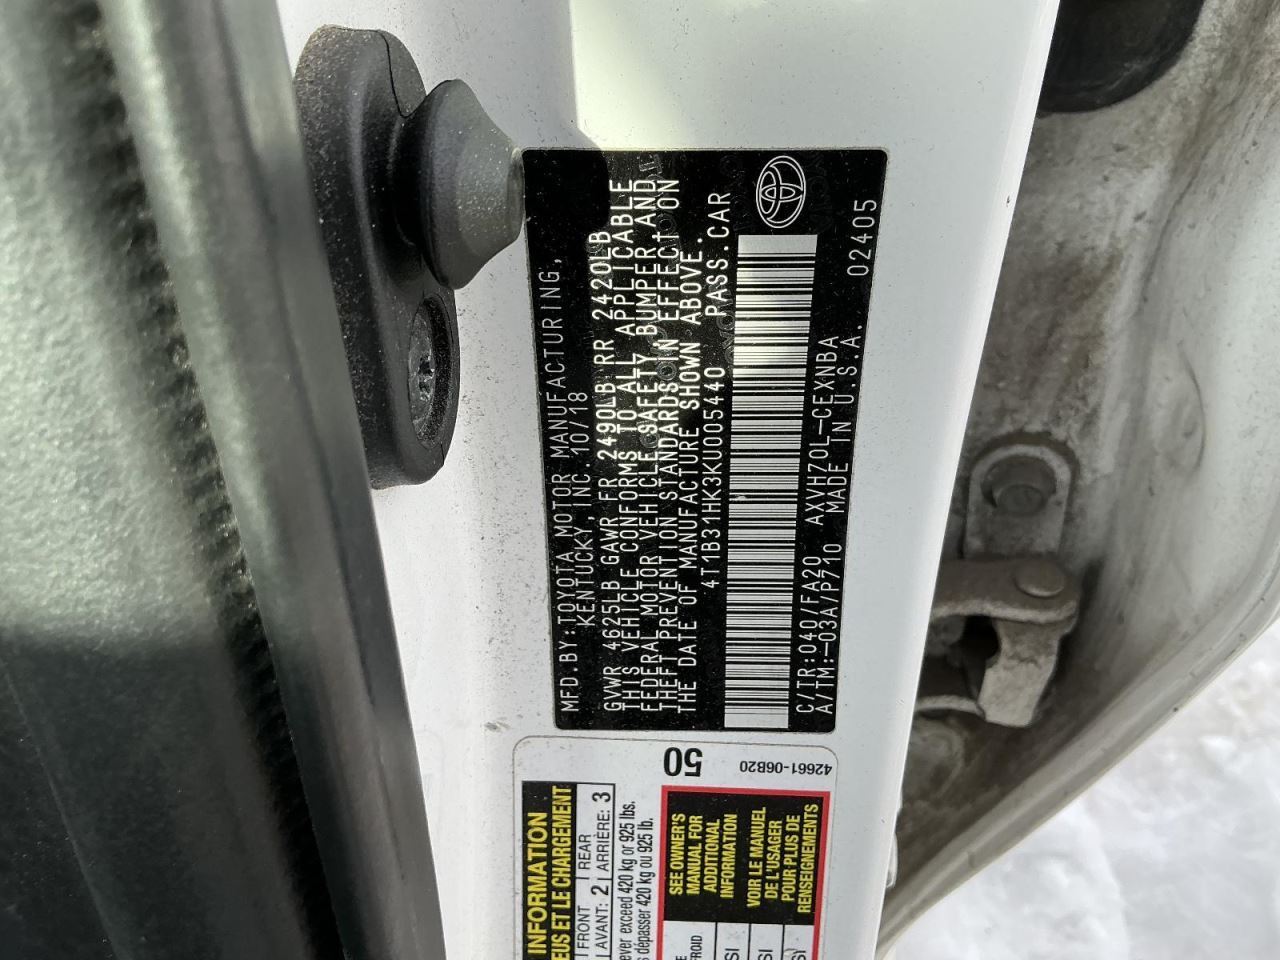 MFD.BY:TOYOTA MOTOR MANUFACTURING,
KENTUCKY, INC. 10/18
GVWR 4625LB GAWR FR 2490LB RR 2420LB
THIS VEHICLE CONFORMS TO ALL APPLICABLE
FEDERAL MOTOR VEHICLE SAFETY, BUMPER AND
THEFT PREVENTION STANDARDS IN EFFECT ON
THE DATE OF MANUFACTURE SHOWN ABOVE.
4T1B31HK3KU005440 PASS.CAR
C/TR:040/FA20 AXVH70L-CEXNBA 02405
A/TM:-03A/P710 MADE IN U.S.A.
50
42661-06B20
INFORMATION
ET LE CHARGEMENT
FRONT REAR
AVANT: 2 ARRIÈRE: 3
exceed 420 kg or 925 lbs.
dépasser 420 kg ou 925 lb.
SEE OWNER'S
MANUAL FOR
ADDITIONAL
INFORMATION
VOIR LE MANUEL
DE L'USAGER
POUR PLUS DE
RENSEIGNEMENTS